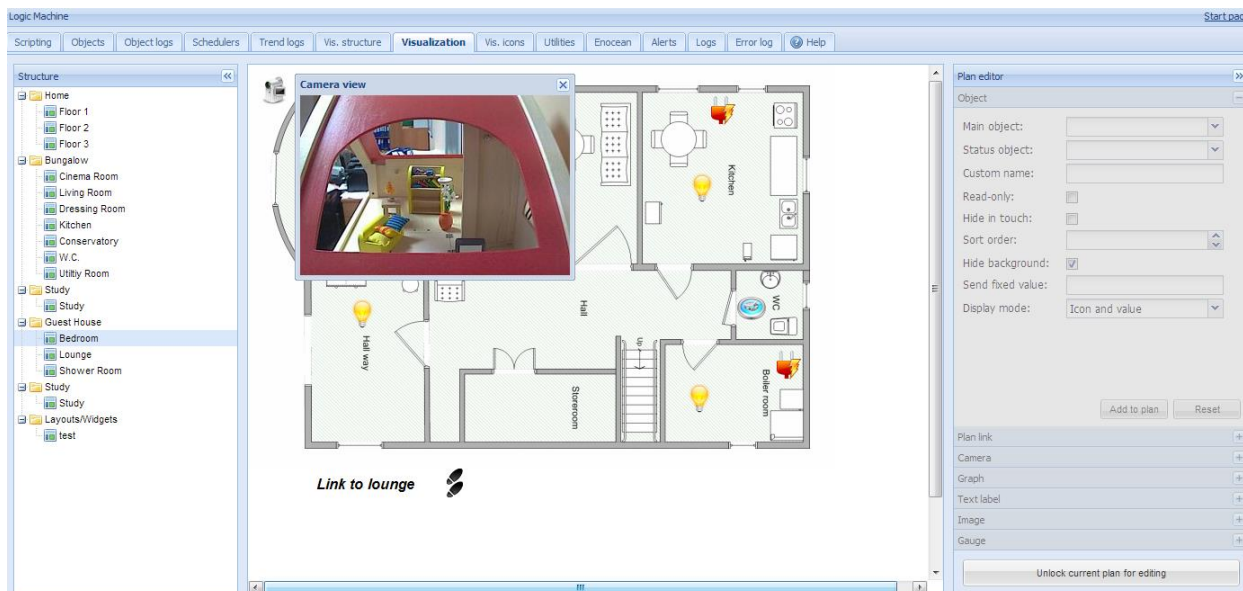 Logic Machine
Start pac
Scripting Objects Object logs Schedulers Trend logs Vis. structure Visualization Vis. icons Utilities Enocean Alerts Logs Error log Help
Structure
Home
Floor 1
Floor 2
Floor 3
Bungalow
Cinema Room
Living Room
Dressing Room
Kitchen
Conservatory
W.C.
Utiltiy Room
Study
Study
Guest House
Bedroom
Lounge
Shower Room
Study
Study
Layouts/Widgets
test
Camera view
Kitchen
Hall
WC
Hall way
Up
Storeroom
Boiler room
Link to lounge
Plan editor
Object
Main object:
Status object:
Custom name:
Read-only:
Hide in touch:
Sort order:
Hide background:
Send fixed value:
Display mode: Icon and value
Add to plan Reset
Plan link
Camera
Graph
Text label
Image
Gauge
Unlock current plan for editing